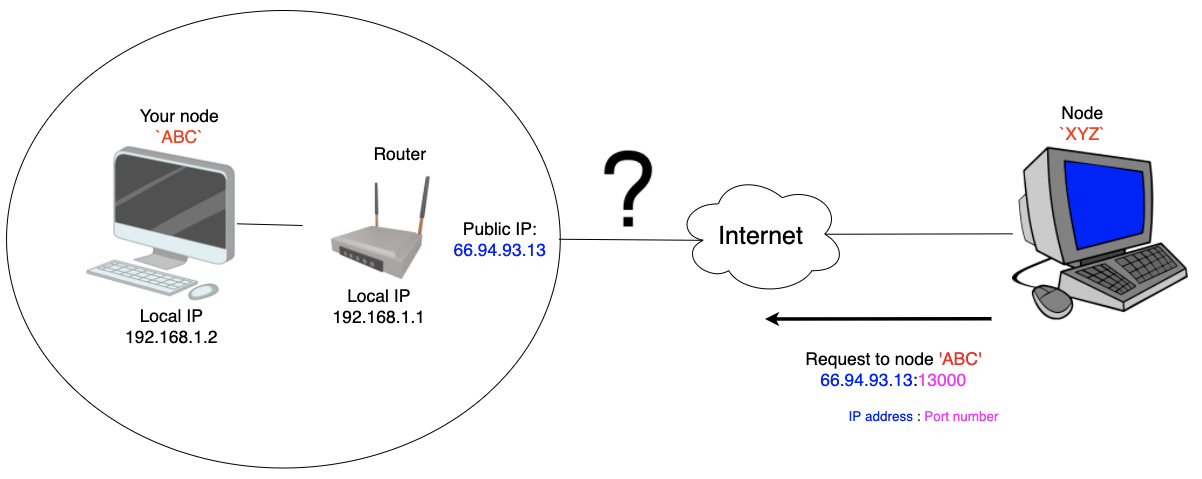 Your node
`ABC`
Local IP
192.168.1.2
Router
Local IP
192.168.1.1
Public IP:
66.94.93.13
?
Internet
Node
`XYZ`
Request to node 'ABC'
66.94.93.13:13000
IP address : Port number